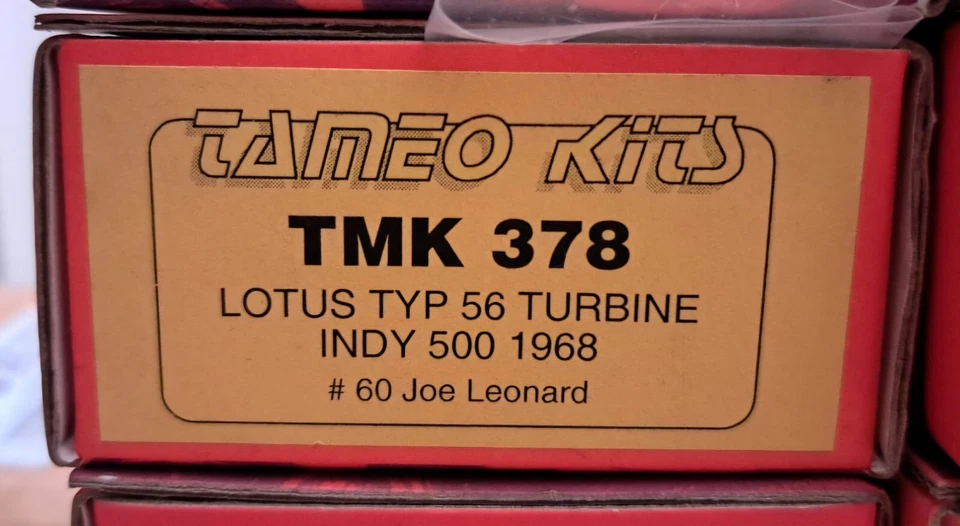 TAMEO KITS
TMK 378
LOTUS TYP 56 TURBINE
INDY 500 1968
# 60 Joe Leonard